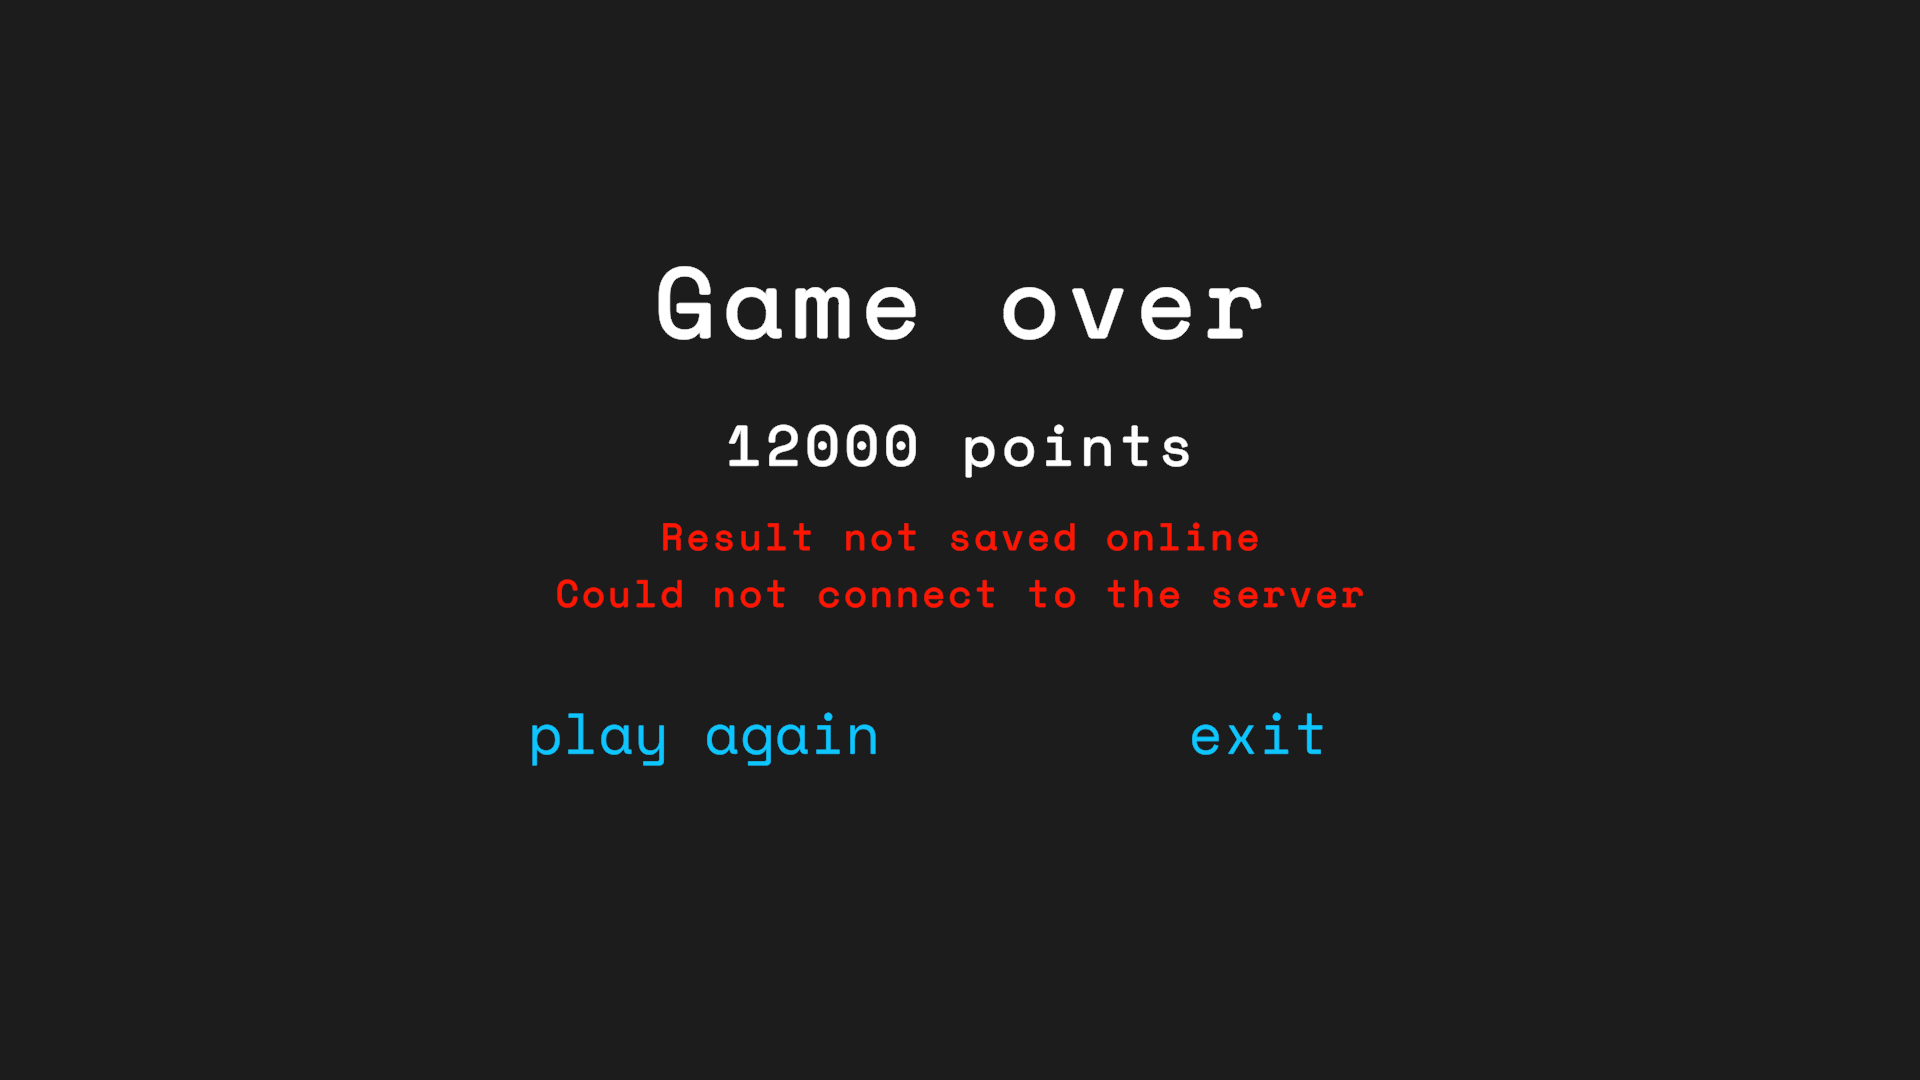 Game over
12000 points
Result not saved online
Could not connect to the server
play again exit